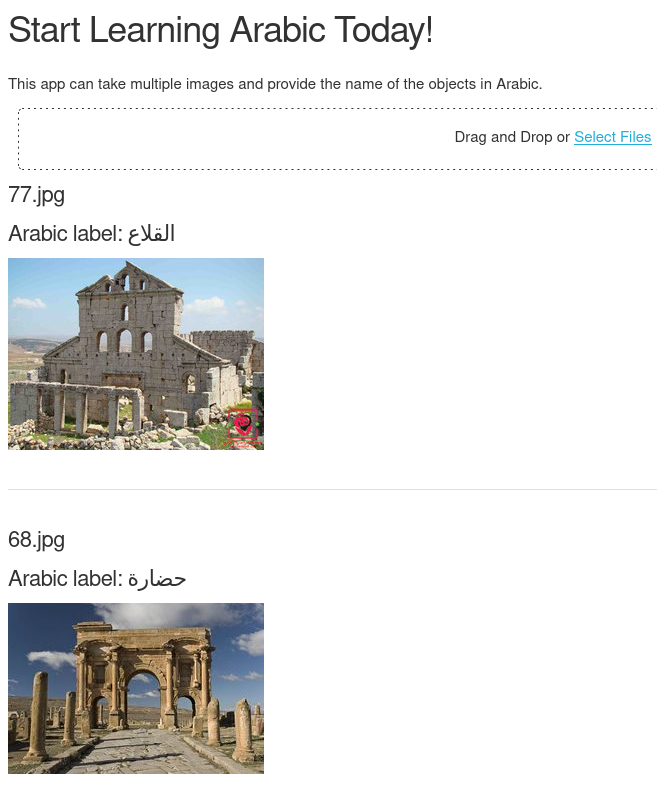 Start Learning Arabic Today!
This app can take multiple images and provide the name of the objects in Arabic.
Drag and Drop or Select Files
77.jpg
Arabic label: القلاع
68.jpg
Arabic label: حضارة